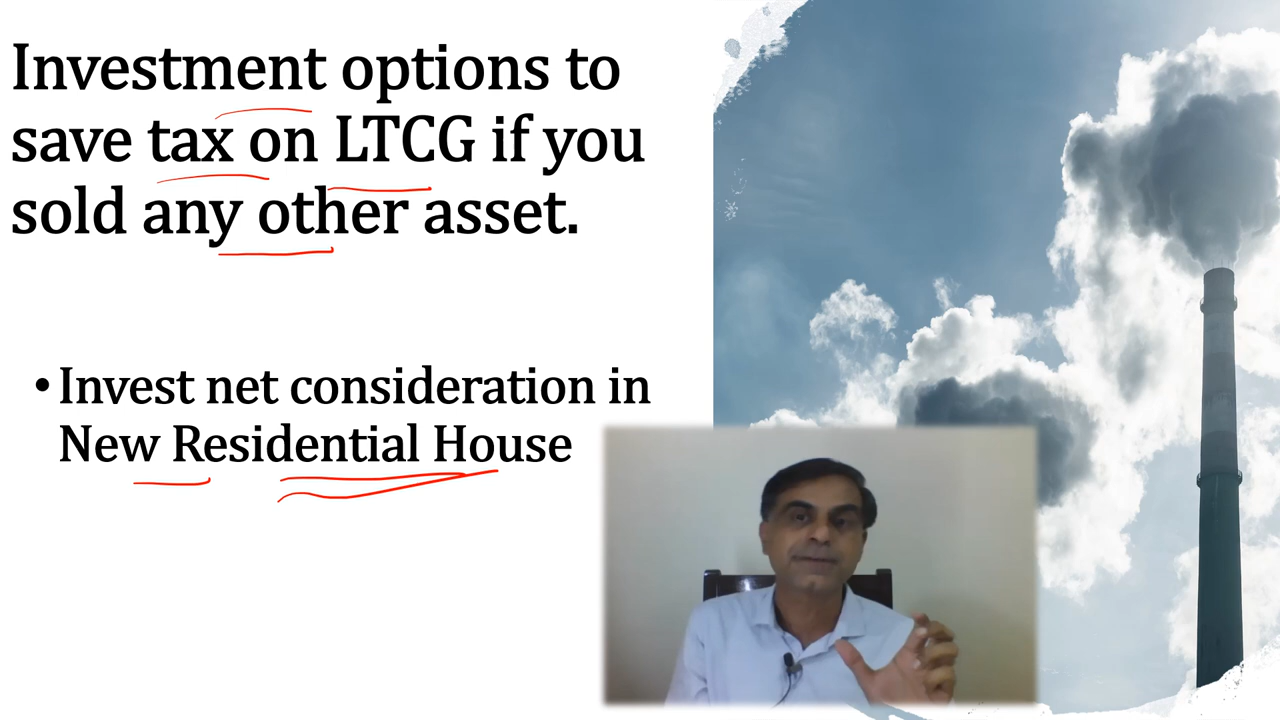 Investment options to
save tax on LTCG if you
sold any other asset.
• Invest net consideration in
New Residential House